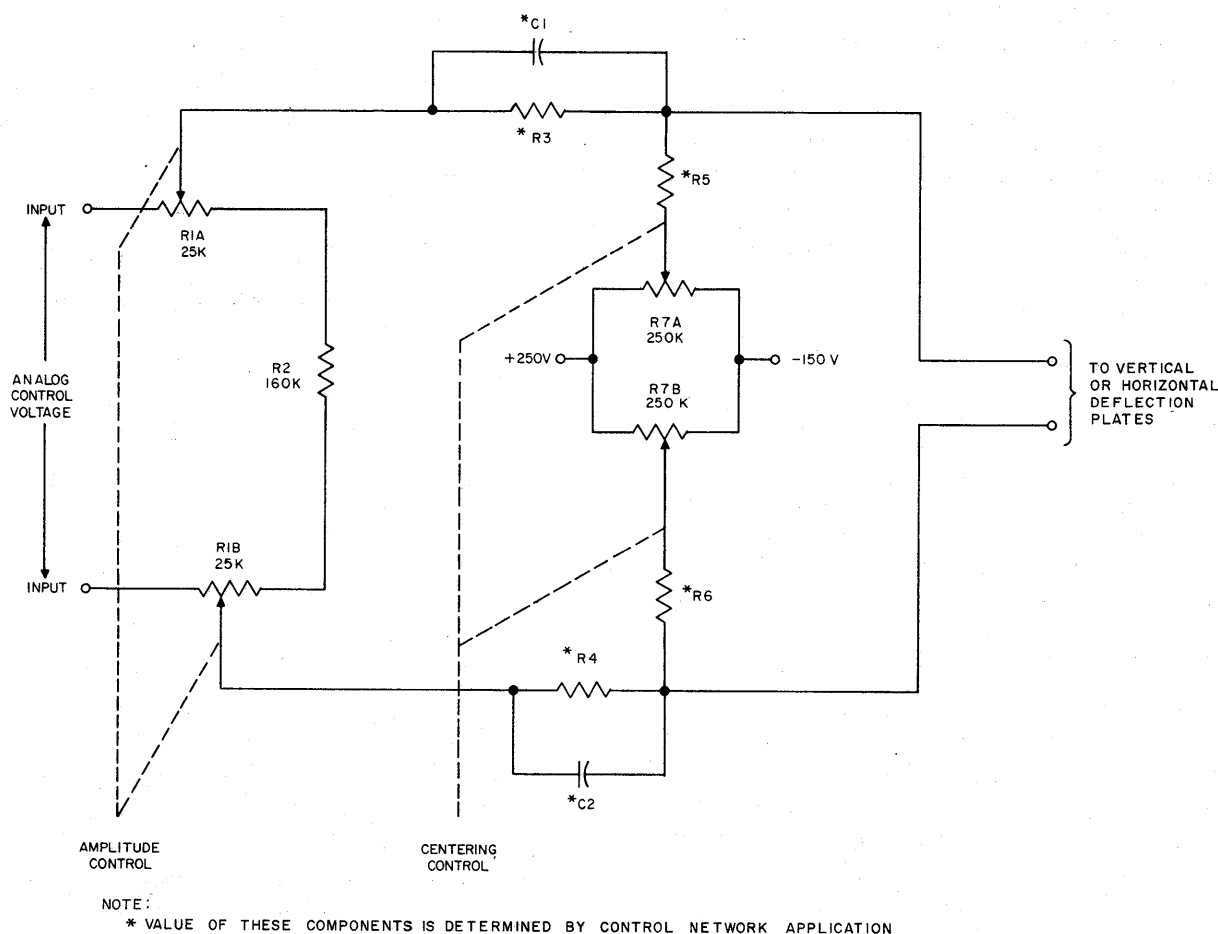 *C1
*R3
*R5
INPUT
R1A
25K
R7A
250K
+250V
-150 V
R7B
250 K
R2
160K
ANALOG
CONTROL
VOLTAGE
TO VERTICAL
OR HORIZONTAL
DEFLECTION
PLATES
R1B
25K
INPUT
*R6
*R4
*C2
AMPLITUDE
CONTROL
CENTERING
CONTROL
NOTE:
* VALUE OF THESE COMPONENTS IS DETERMINED BY CONTROL NETWORK APPLICATION